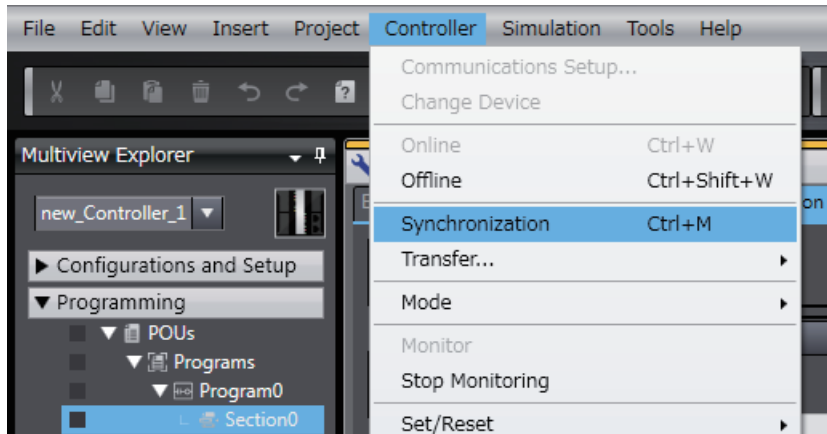 File Edit View Insert Project Controller Simulation Tools Help
Communications Setup...
Change Device
Online Ctrl+W
Offline Ctrl+Shift+W
Synchronization Ctrl+M
Transfer...
Mode
Monitor
Stop Monitoring
Set/Reset
Multiview Explorer
new_Controller_1
Configurations and Setup
Programming
POUs
Programs
Program0
Section0
on